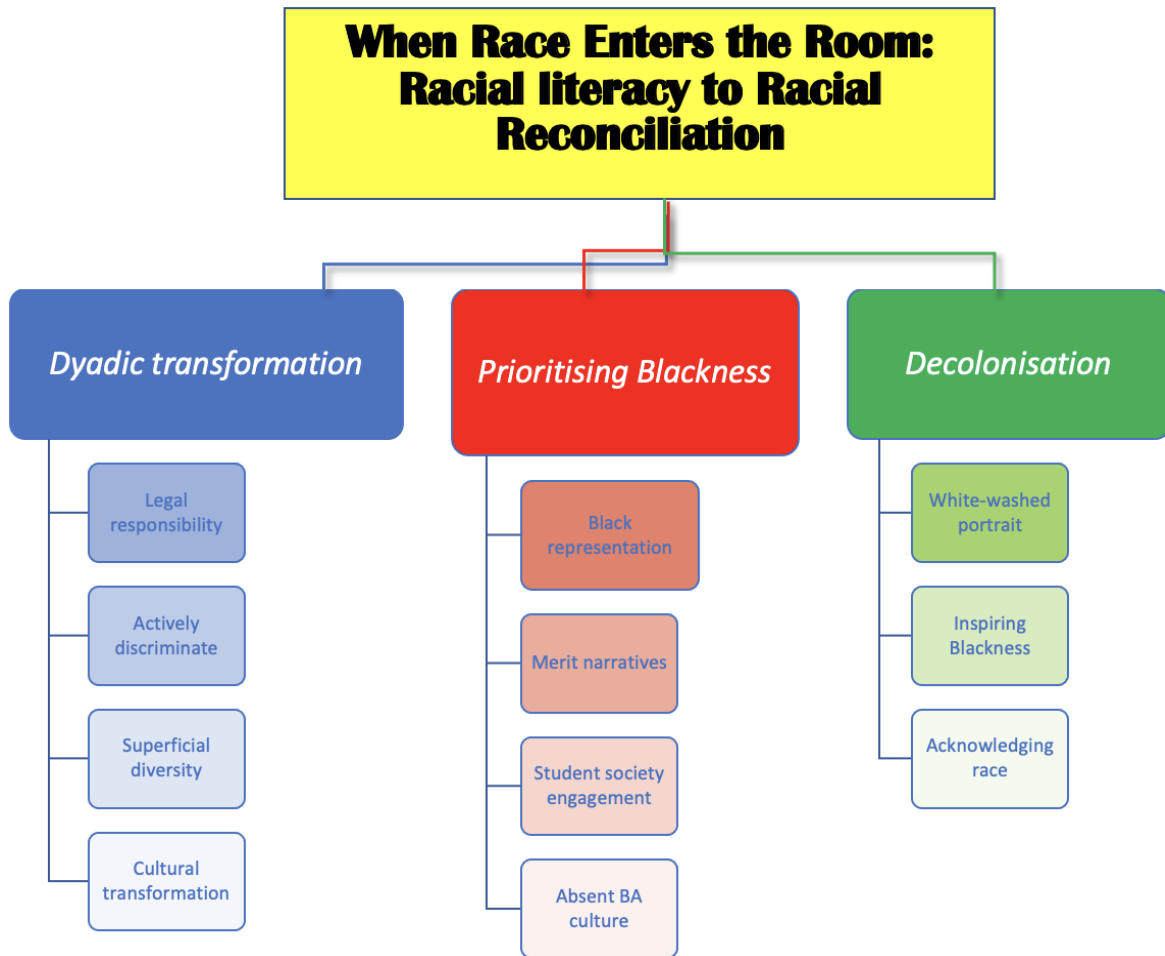 When Race Enters the Room:
Racial literacy to Racial
Reconciliation
Dyadic transformation
Legal
responsibility
Actively
discriminate
Superficial
diversity
Cultural
transformation
Prioritising Blackness
Black
representation
Merit narratives
Student society
engagement
Absent BA
culture
Decolonisation
White-washed
portrait
Inspiring
Blackness
Acknowledging
race